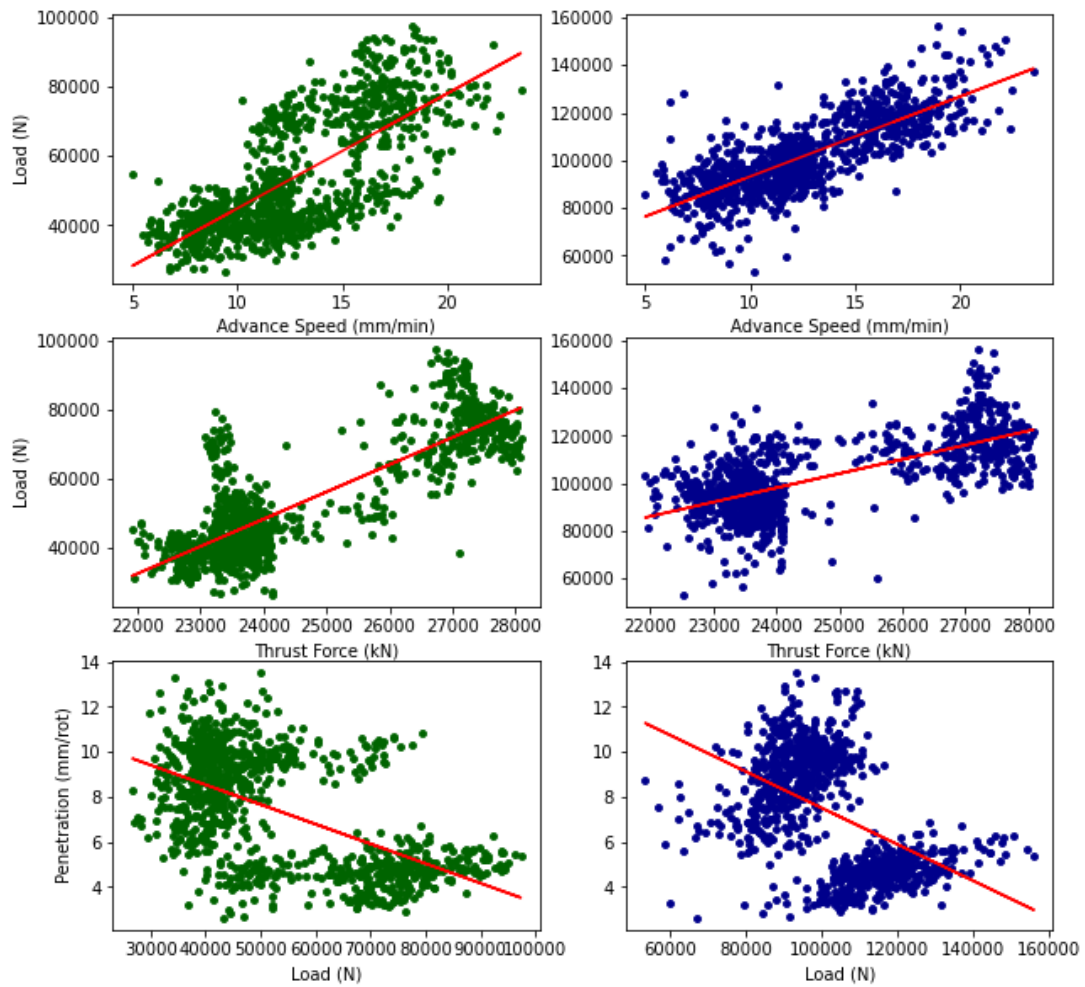 100000
80000
60000
40000
Load (N)
5 10 15 20
Advance Speed (mm/min)
160000
140000
120000
100000
80000
60000
5 10 15 20
Advance Speed (mm/min)
100000
80000
60000
40000
Load (N)
22000 23000 24000 25000 26000 27000 28000
Thrust Force (kN)
160000
140000
120000
100000
80000
60000
22000 23000 24000 25000 26000 27000 28000
Thrust Force (kN)
14
12
10
8
6
4
Penetration (mm/rot)
30000 40000 50000 60000 70000 80000 90000 100000
Load (N)
14
12
10
8
6
4
60000 80000 100000 120000 140000 160000
Load (N)